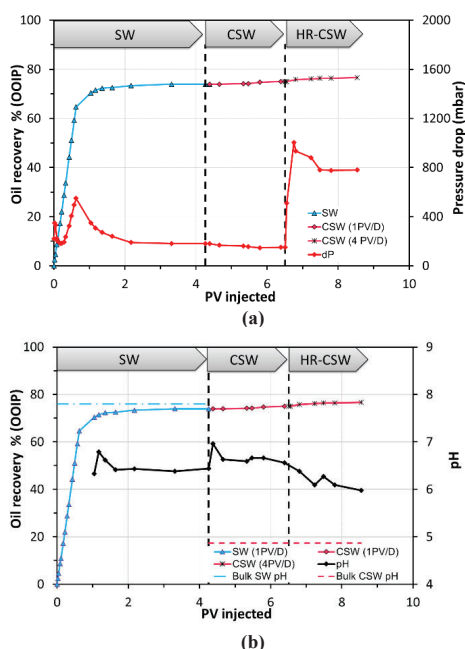 (a)
SW CSW HR-CSW
Oil recovery % (OOIP)
Pressure drop (mbar)
100 2000
80 1600
60 1200
40 800
20 400
0 0
SW
CSW (1PV/D)
CSW (4 PV/D)
dP
0 2 4 6 8 10
PV injected
(a)
SW CSW HR-CSW
Oil recovery % (OOIP)
pH
100 9
80 8
60 7
40 6
20 5
0 4
SW (1PV/D) CSW (1PV/D)
CSW (4PV/D) pH
Bulk SW pH Bulk CSW pH
0 2 4 6 8 10
PV injected
(b)